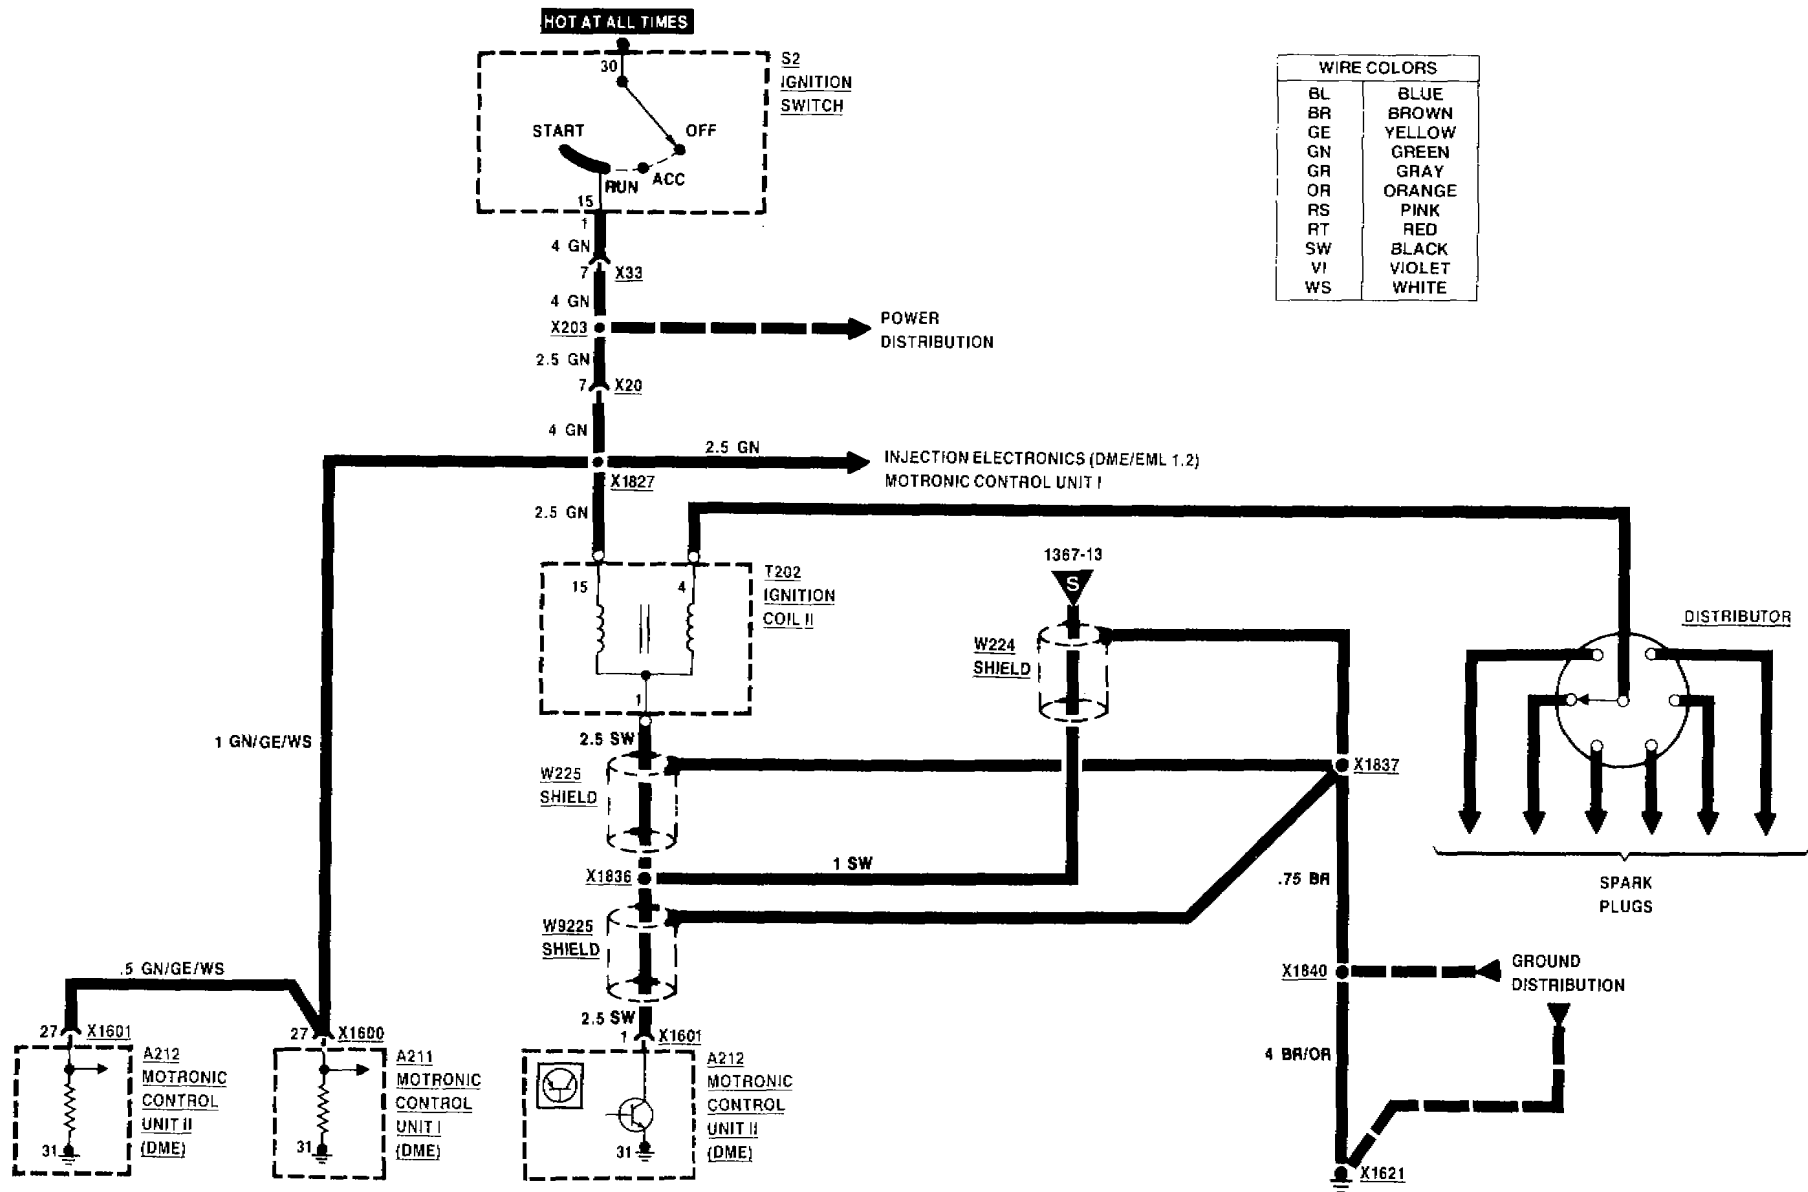 HOT AT ALL TIMES
30
S2
IGNITION
SWITCH
START
OFF
RUN
ACC
15
1
4 GN
7
X33
4 GN
X203
POWER
DISTRIBUTION
2.5 GN
7
X20
4 GN
2.5 GN
INJECTION ELECTRONICS (DME/EML 1.2)
MOTRONIC CONTROL UNIT I
X1827
2.5 GN
WIRE COLORS
BL BLUE
BR BROWN
GE YELLOW
GN GREEN
GR GRAY
OR ORANGE
RS PINK
RT RED
SW BLACK
VI VIOLET
WS WHITE
15
4
T202
IGNITION
COIL II
1
1367-13
S
W224
SHIELD
DISTRIBUTOR
1 GN/GE/WS
2.5 SW
W225
SHIELD
X1837
X1836
1 SW
.75 BR
SPARK
PLUGS
W9225
SHIELD
X1840
GROUND
DISTRIBUTION
.5 GN/GE/WS
2.5 SW
27
X1601
27
X1600
1
X1601
A212
MOTRONIC
CONTROL
UNIT II
(DME)
31
A211
MOTRONIC
CONTROL
UNIT I
(DME)
31
A212
MOTRONIC
CONTROL
UNIT II
(DME)
31
4 BR/OR
X1621